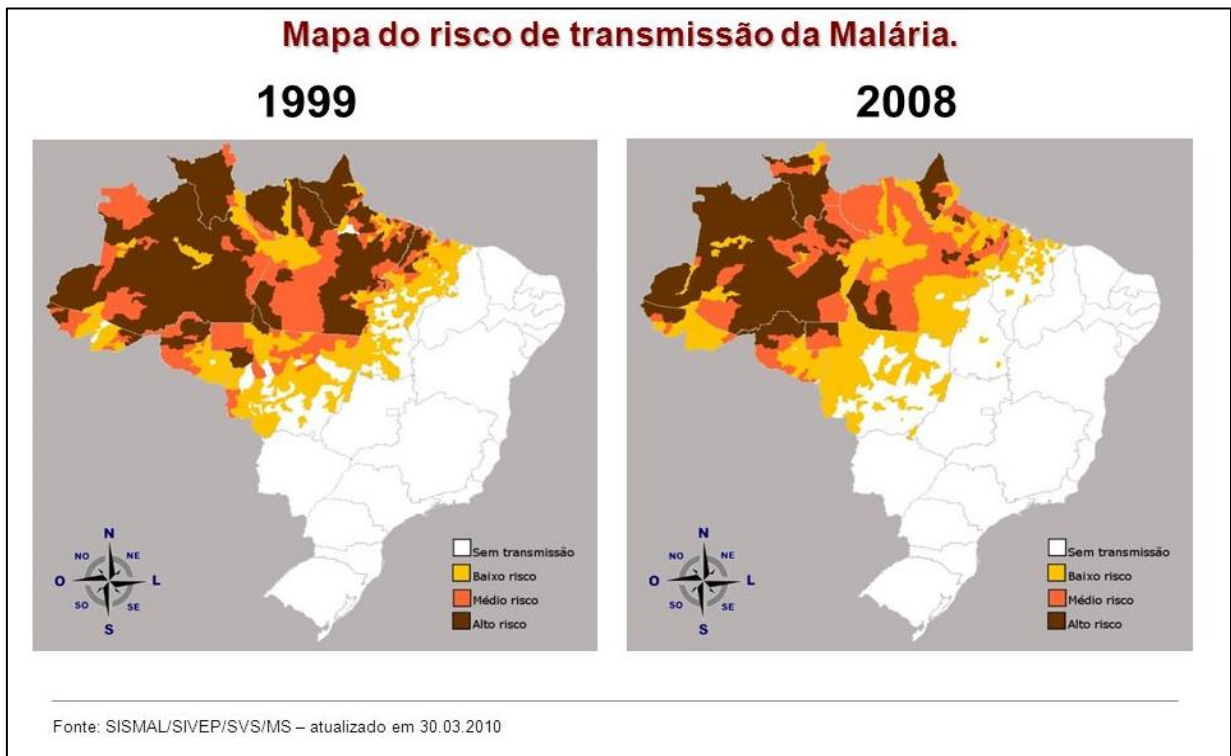 Mapa do risco de transmissão da Malária.
1999
2008
N
NO
NE
O
L
SO
SE
S
Sem transmissão
Baixo risco
Médio risco
Alto risco
N
NO
NE
O
L
SO
SE
S
Sem transmissão
Baixo risco
Médio risco
Alto risco
Fonte: SISMAL/SIVEP/SVS/MS – atualizado em 30.03.2010